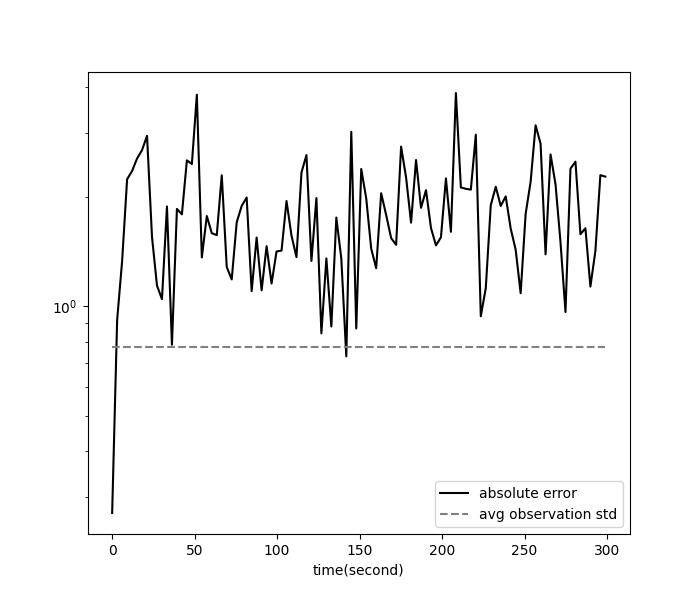 10⁰
absolute error
avg observation std
0 50 100 150 200 250 300
time(second)